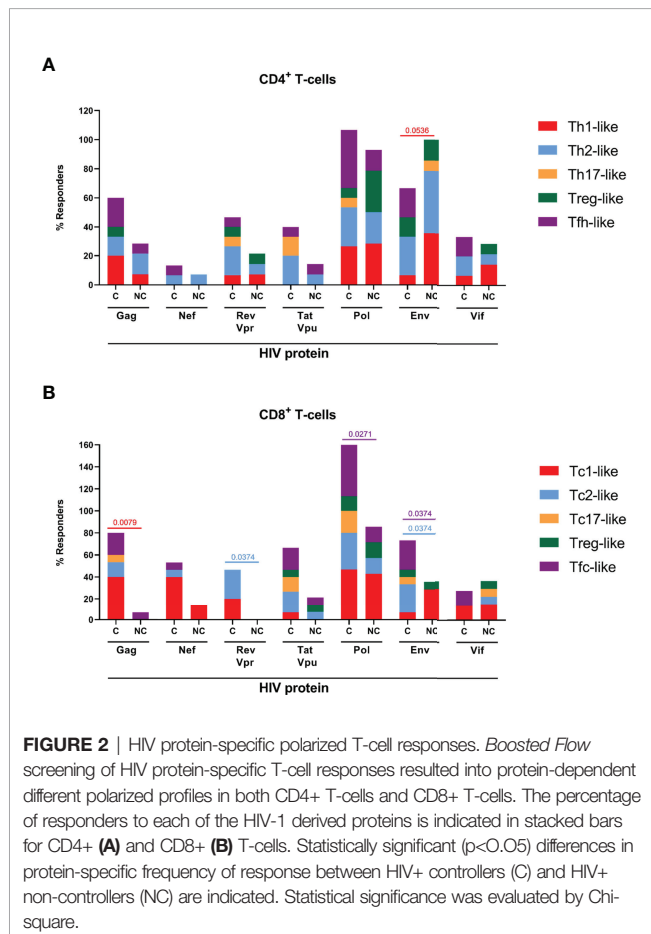 A
CD4+ T-cells
120
100
80
60
40
20
0
% Responders
0.0536
C NC C NC C NC C NC C NC C NC C NC
Gag Nef Rev Tat Pol Env Vif
Vpr Vpu
HIV protein
Th1-like
Th2-like
Th17-like
Treg-like
Tfh-like
B
CD8+ T-cells
160
140
120
100
80
60
40
20
0
% Responders
0.0079
0.0374
0.0271
0.0374
0.0374
C NC C NC C NC C NC C NC C NC C NC
Gag Nef Rev Tat Pol Env Vif
Vpr Vpu
HIV protein
Tc1-like
Tc2-like
Tc17-like
Treg-like
Tfc-like
FIGURE 2 | HIV protein-specific polarized T-cell responses. Boosted Flow
screening of HIV protein-specific T-cell responses resulted into protein-dependent
different polarized profiles in both CD4+ T-cells and CD8+ T-cells. The percentage
of responders to each of the HIV-1 derived proteins is indicated in stacked bars
for CD4+ (A) and CD8+ (B) T-cells. Statistically significant (p<O.O5) differences in
protein-specific frequency of response between HIV+ controllers (C) and HIV+
non-controllers (NC) are indicated. Statistical significance was evaluated by Chi-
square.